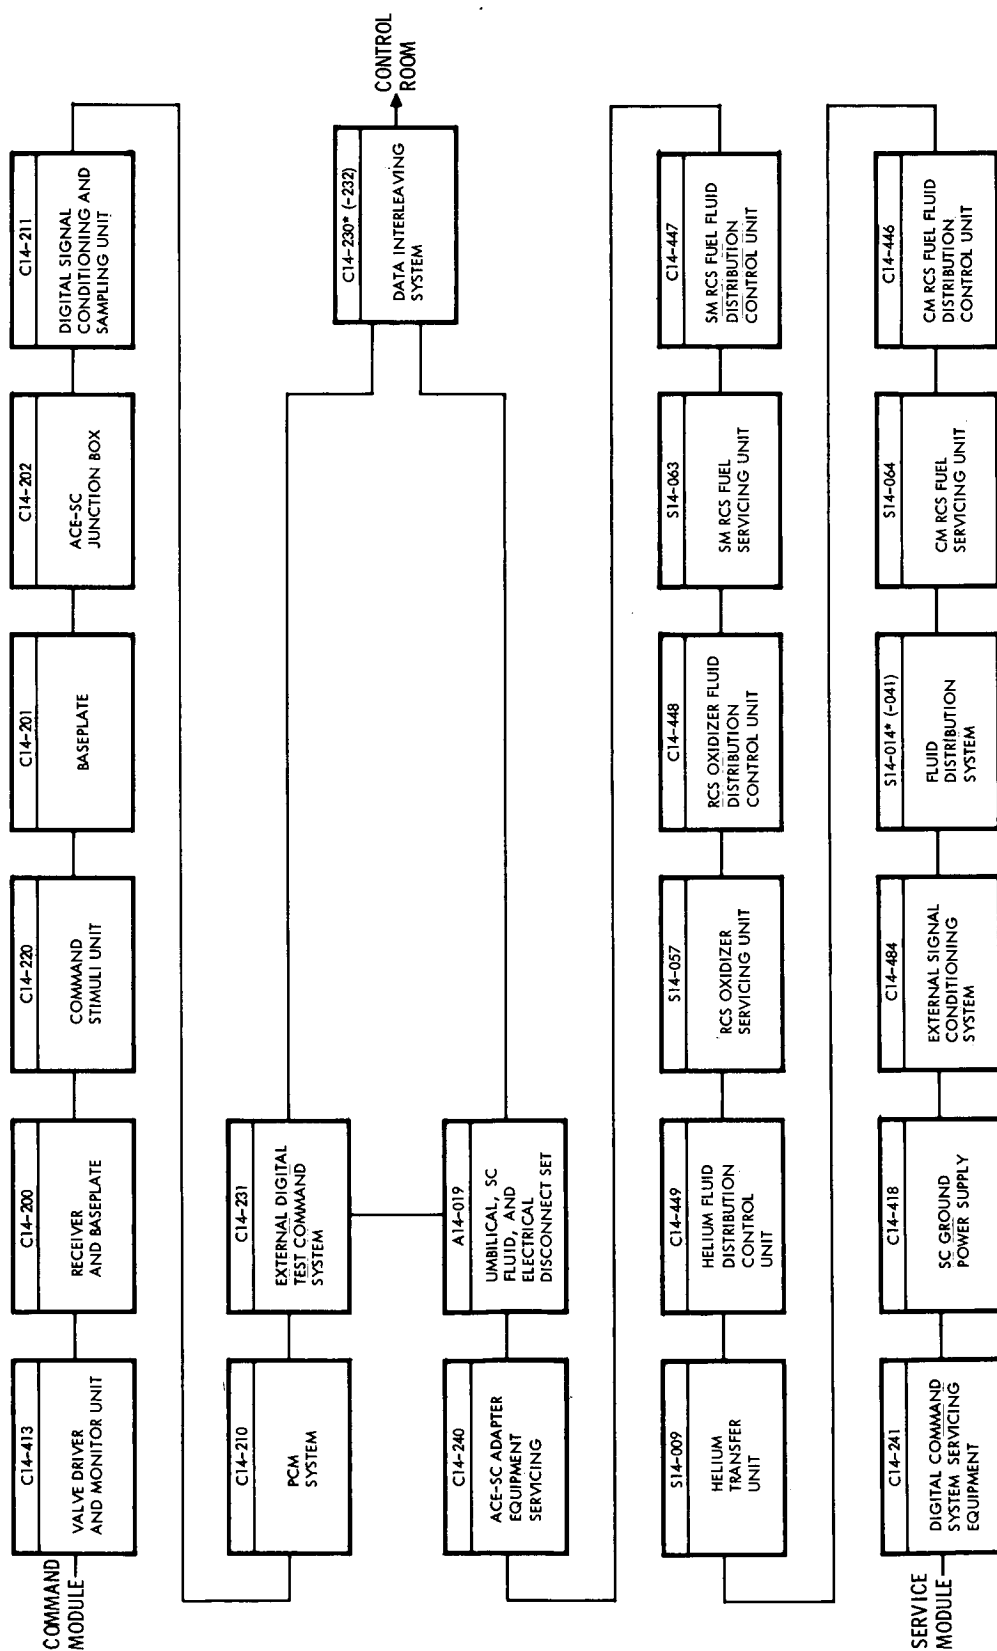 COMMAND
MODULE
C14-413
VALVE DRIVER
AND MONITOR UNIT
C14-200
RECEIVER
AND BASEPLATE
C14-220
COMMAND
STIMULI UNIT
C14-201
BASEPLATE
C14-202
ACE-SC
JUNCTION BOX
C14-211
DIGITAL SIGNAL
CONDITIONING AND
SAMPLING UNIT
C14-210
PCM
SYSTEM
C14-231
EXTERNAL DIGITAL
TEST COMMAND
SYSTEM
C14-230* (-232)
DATA INTERLEAVING
SYSTEM
CONTROL
ROOM
C14-240
ACE-SC ADAPTER
EQUIPMENT
SERVICING
A14-019
UMBILICAL, SC
FLUID, AND
ELECTRICAL
DISCONNECT SET
S14-009
HELIUM
TRANSFER
UNIT
C14-449
HELIUM FLUID
DISTRIBUTION
CONTROL
UNIT
S14-057
RCS OXIDIZER
SERVICING UNIT
C14-448
RCS OXIDIZER FLUID
DISTRIBUTION
CONTROL UNIT
S14-063
SM RCS FUEL
SERVICING UNIT
C14-447
SM RCS FUEL FLUID
DISTRIBUTION
CONTROL UNIT
SERVICE
MODULE
C14-241
DIGITAL COMMAND
SYSTEM SERVICING
EQUIPMENT
C14-418
SC GROUND
POWER SUPPLY
C14-484
EXTERNAL SIGNAL
CONDITIONING
SYSTEM
S14-014* (-041)
FLUID
DISTRIBUTION
SYSTEM
S14-064
CM RCS FUEL
SERVICING UNIT
C14-446
CM RCS FUEL FLUID
DISTRIBUTION
CONTROL UNIT